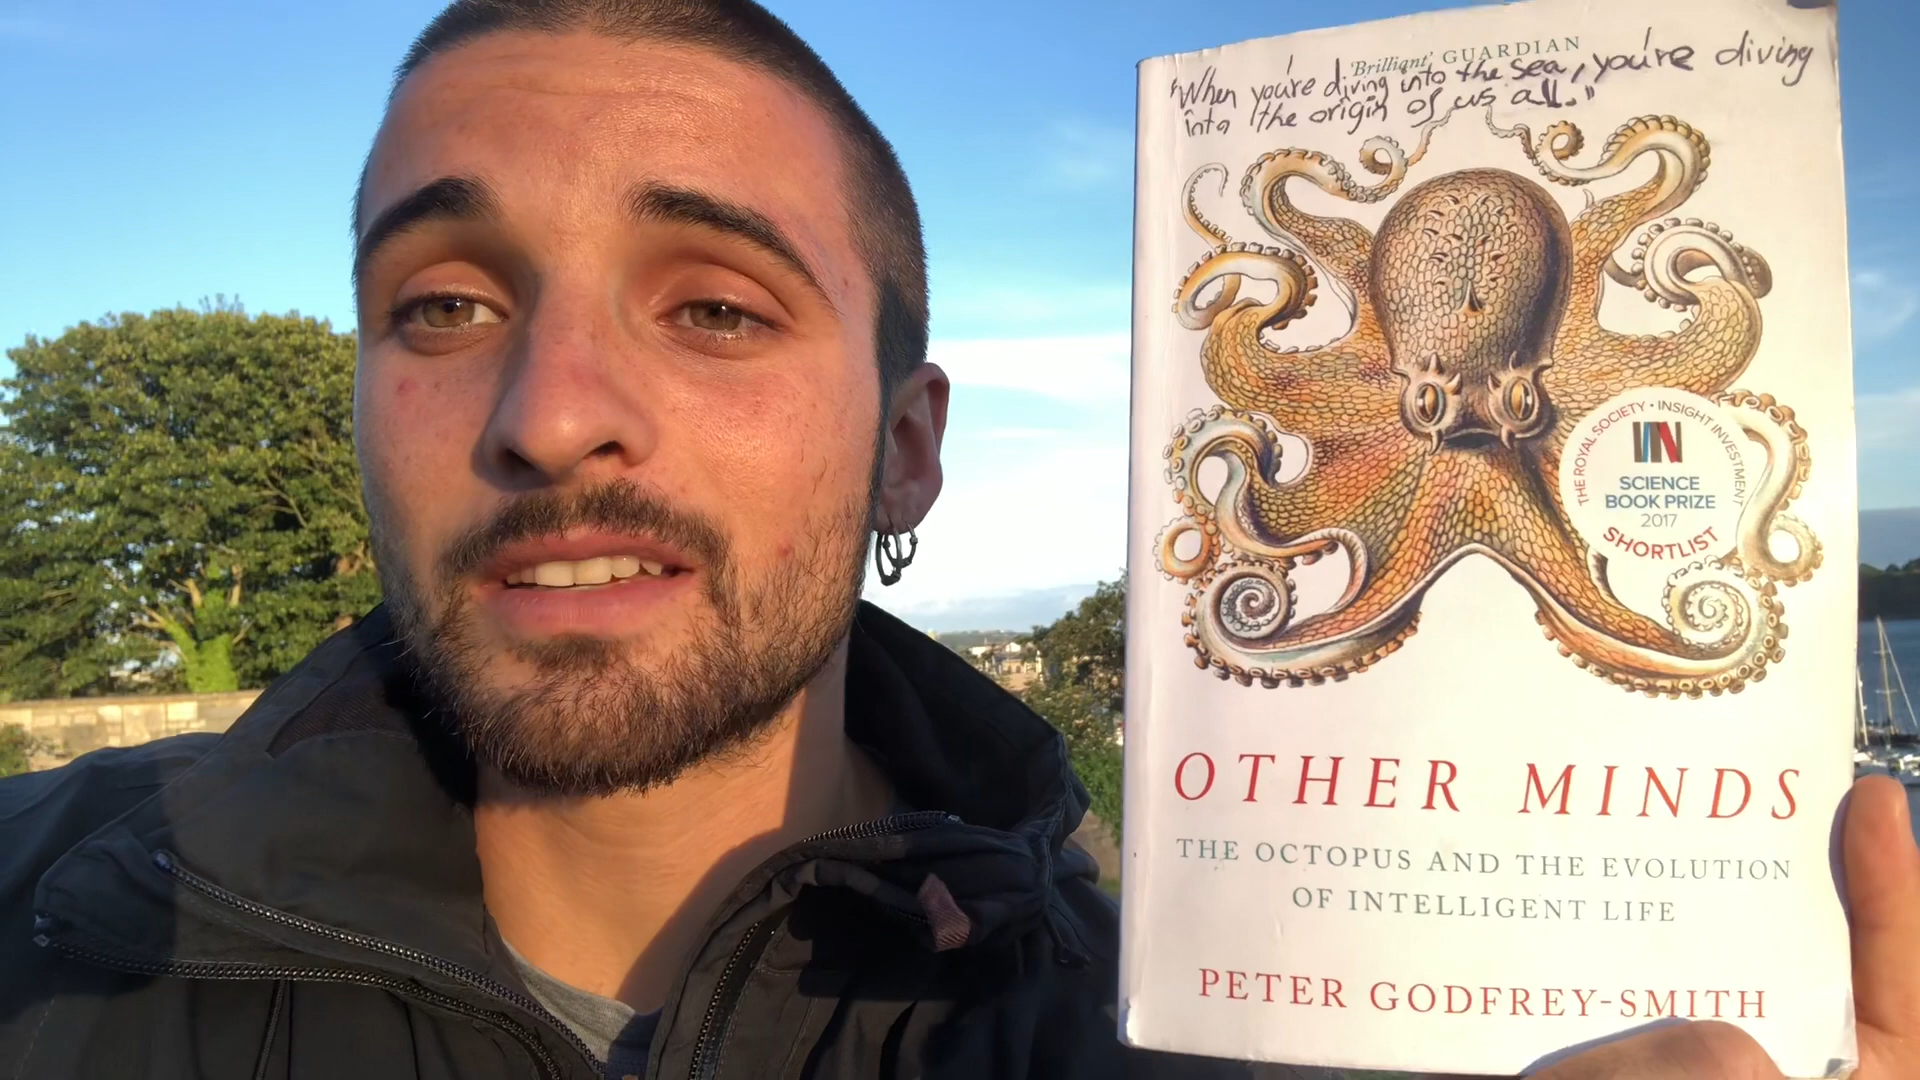 'Brilliant' GUARDIAN
"When you're diving into the sea, you're diving
into the origin of us all."
THE ROYAL SOCIETY • INSIGHT INVESTMENT
SCIENCE
BOOK PRIZE
2017
SHORTLIST
OTHER MINDS
THE OCTOPUS AND THE EVOLUTION
OF INTELLIGENT LIFE
PETER GODFREY-SMITH